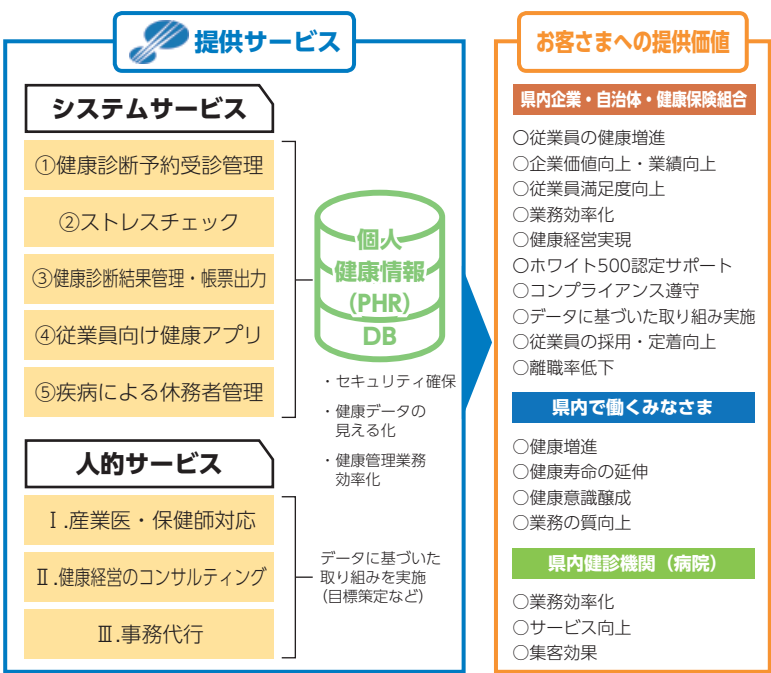 提供サービス
システムサービス
①健康診断予約受診管理
②ストレスチェック
③健康診断結果管理・帳票出力
④従業員向け健康アプリ
⑤疾病による休務者管理
個人
健康情報
(PHR)
DB
・セキュリティ確保
・健康データの
見える化
・健康管理業務
効率化
人的サービス
Ⅰ.産業医・保健師対応
Ⅱ.健康経営のコンサルティング
Ⅲ.事務代行
データに基づいた
取り組みを実施
(目標策定など)
お客さまへの提供価値
県内企業・自治体・健康保険組合
○従業員の健康増進
○企業価値向上・業績向上
○従業員満足度向上
○業務効率化
○健康経営実現
○ホワイト500認定サポート
○コンプライアンス遵守
○データに基づいた取り組み実施
○従業員の採用・定着向上
○離職率低下
県内で働くみなさま
○健康増進
○健康寿命の延伸
○健康意識醸成
○業務の質向上
県内健診機関（病院）
○業務効率化
○サービス向上
○集客効果